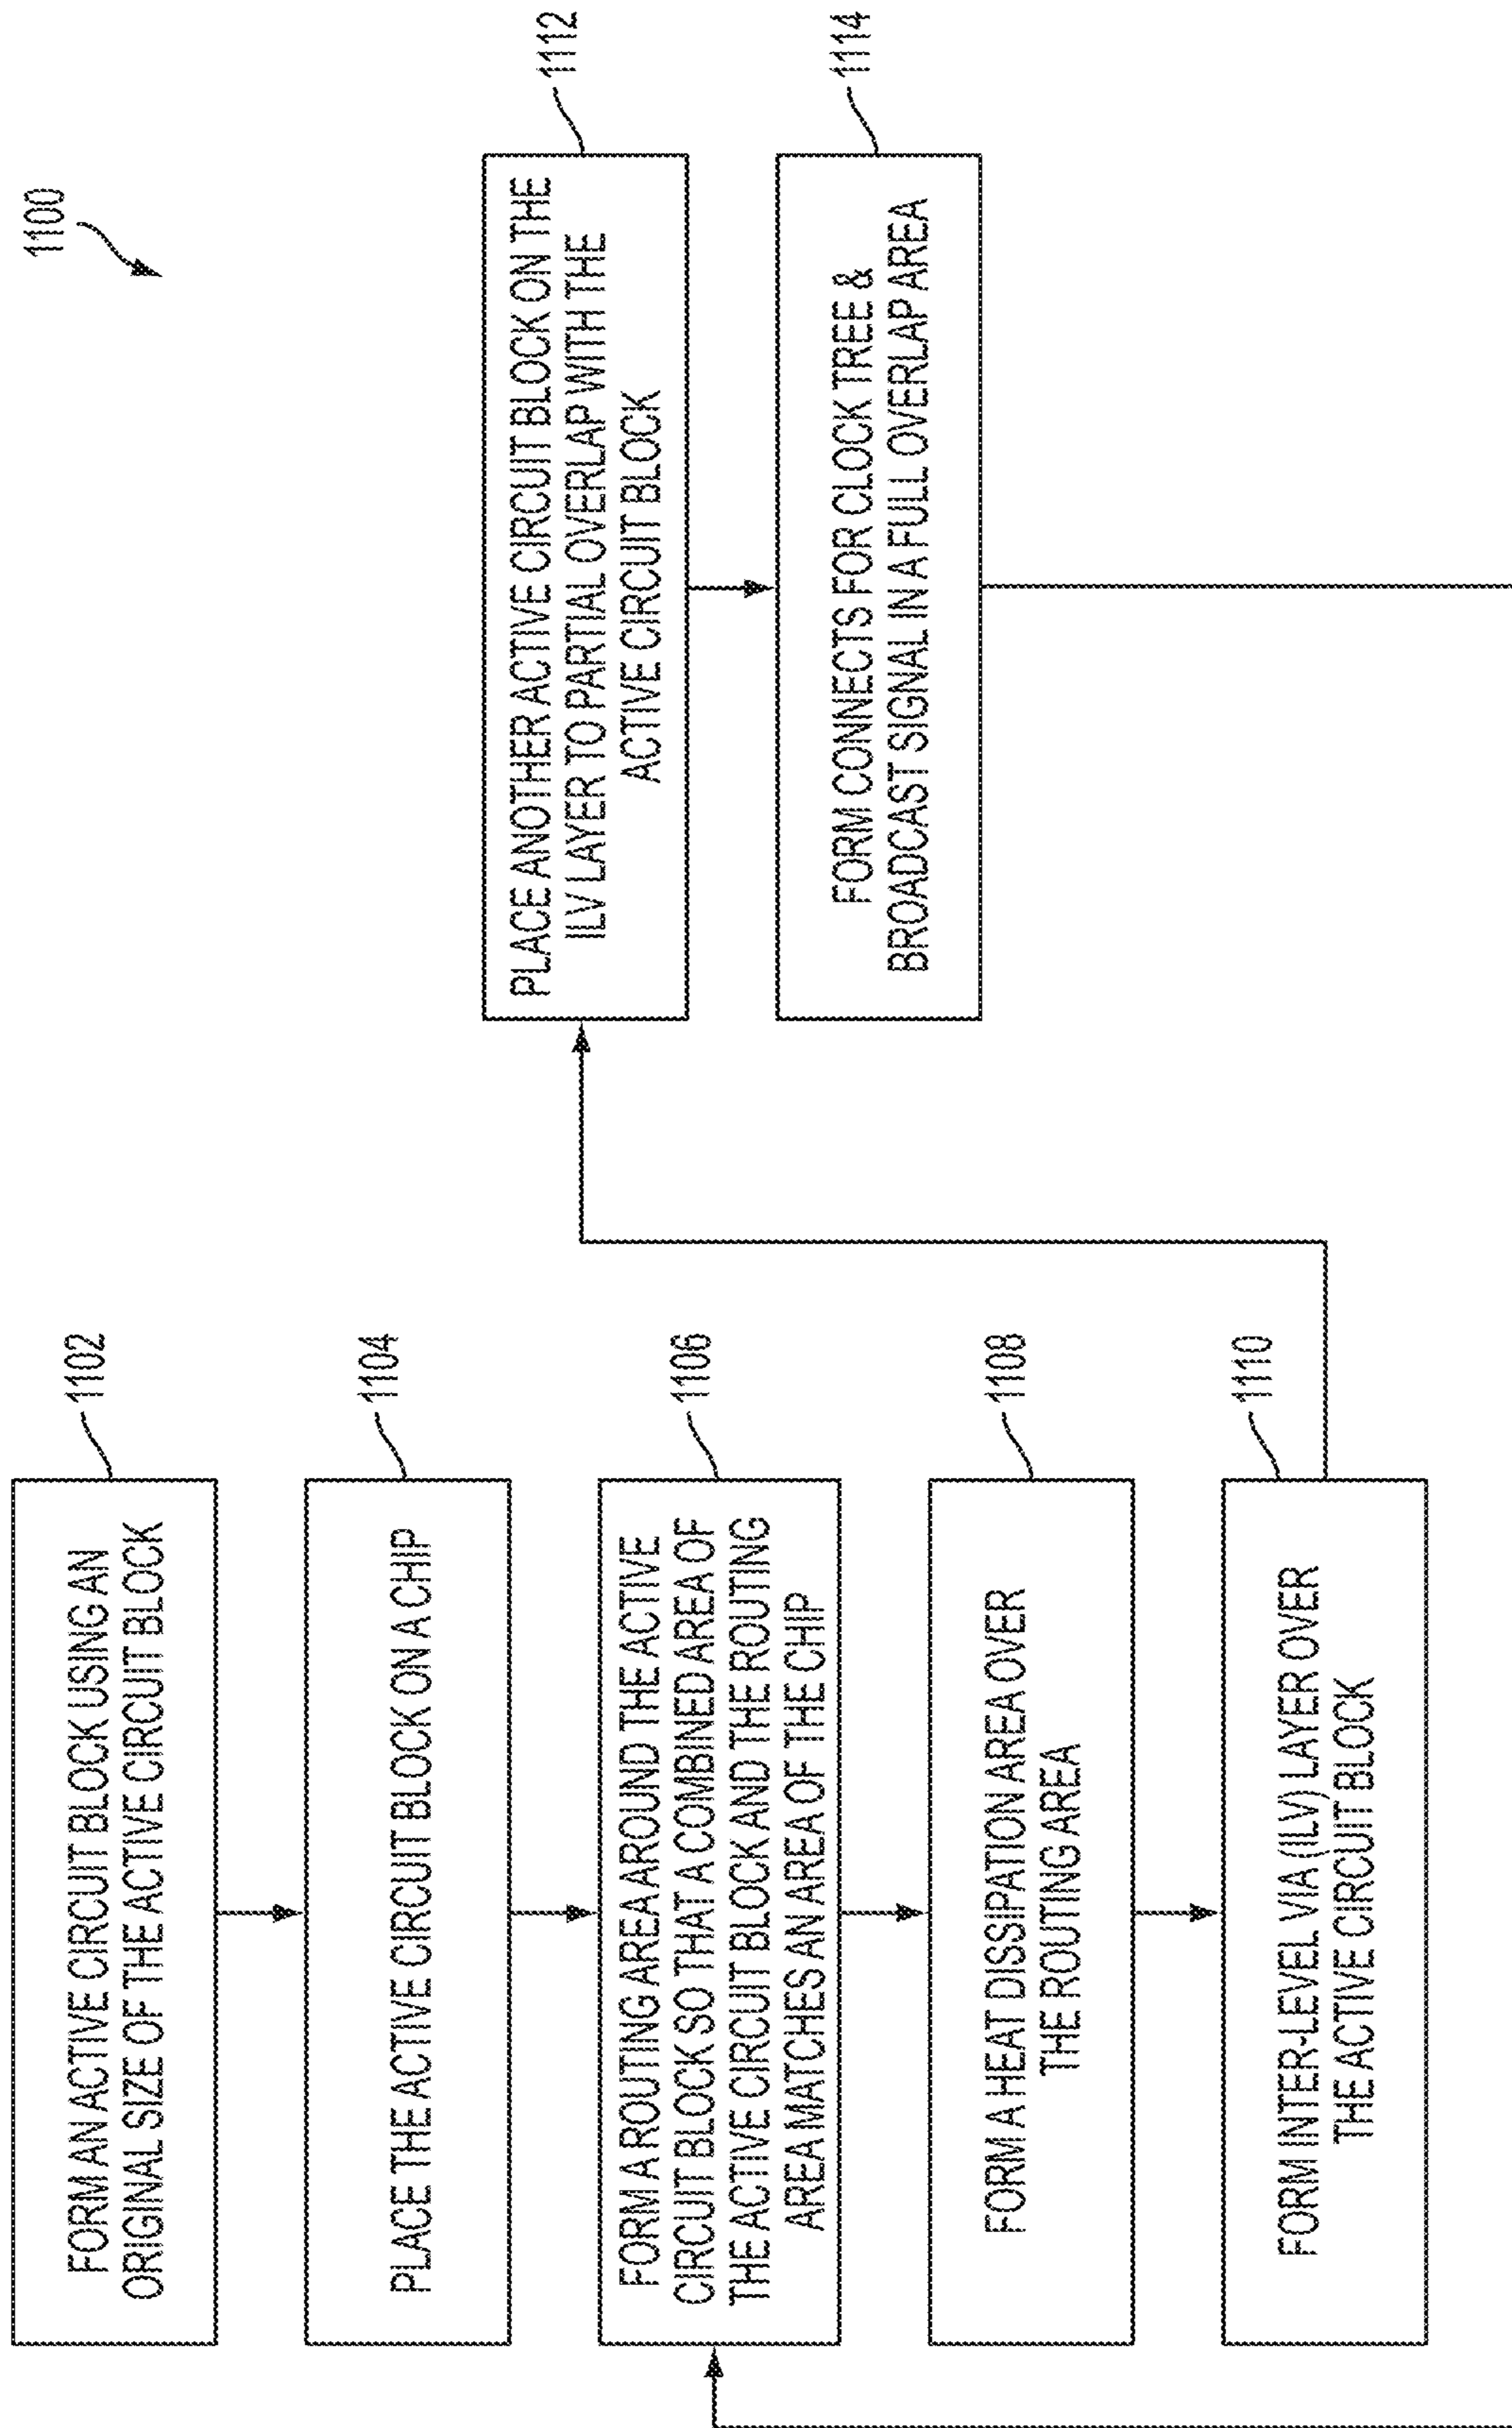 1100
FORM AN ACTIVE CIRCUIT BLOCK USING AN
ORIGINAL SIZE OF THE ACTIVE CIRCUIT BLOCK
1102
PLACE THE ACTIVE CIRCUIT BLOCK ON A CHIP
1104
FORM A ROUTING AREA AROUND THE ACTIVE
CIRCUIT BLOCK SO THAT A COMBINED AREA OF
THE ACTIVE CIRCUIT BLOCK AND THE ROUTING
AREA MATCHES AN AREA OF THE CHIP
1106
FORM A HEAT DISSIPATION AREA OVER
THE ROUTING AREA
1108
FORM INTER-LEVEL VIA (ILV) LAYER OVER
THE ACTIVE CIRCUIT BLOCK
1110
PLACE ANOTHER ACTIVE CIRCUIT BLOCK ON THE
ILV LAYER TO PARTIAL OVERLAP WITH THE
ACTIVE CIRCUIT BLOCK
1112
FORM CONNECTS FOR CLOCK TREE &
BROADCAST SIGNAL IN A FULL OVERLAP AREA
1114